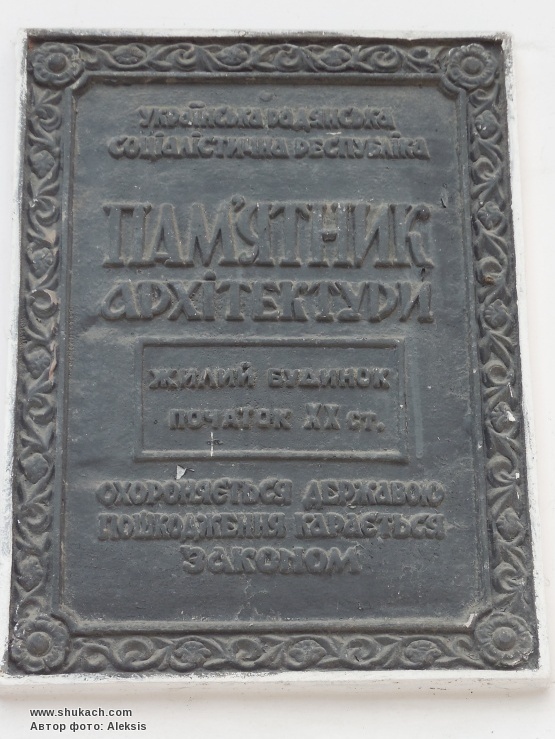 УКРАЇНСЬКА РАДЯНСЬКА
СОЦІАЛІСТИЧНА РЕСПУБЛІКА
ПАМ'ЯТНИК
АРХІТЕКТУРИ
ЖИЛИЙ БУДИНОК
ПОЧАТОК XX СТ.
ОХОРОНЯЄТЬСЯ ДЕРЖАВОЮ
ПОШКОДЖЕННЯ КАРАЄТЬСЯ
ЗАКОНОМ
www.shukach.com
Автор фото: Aleksis